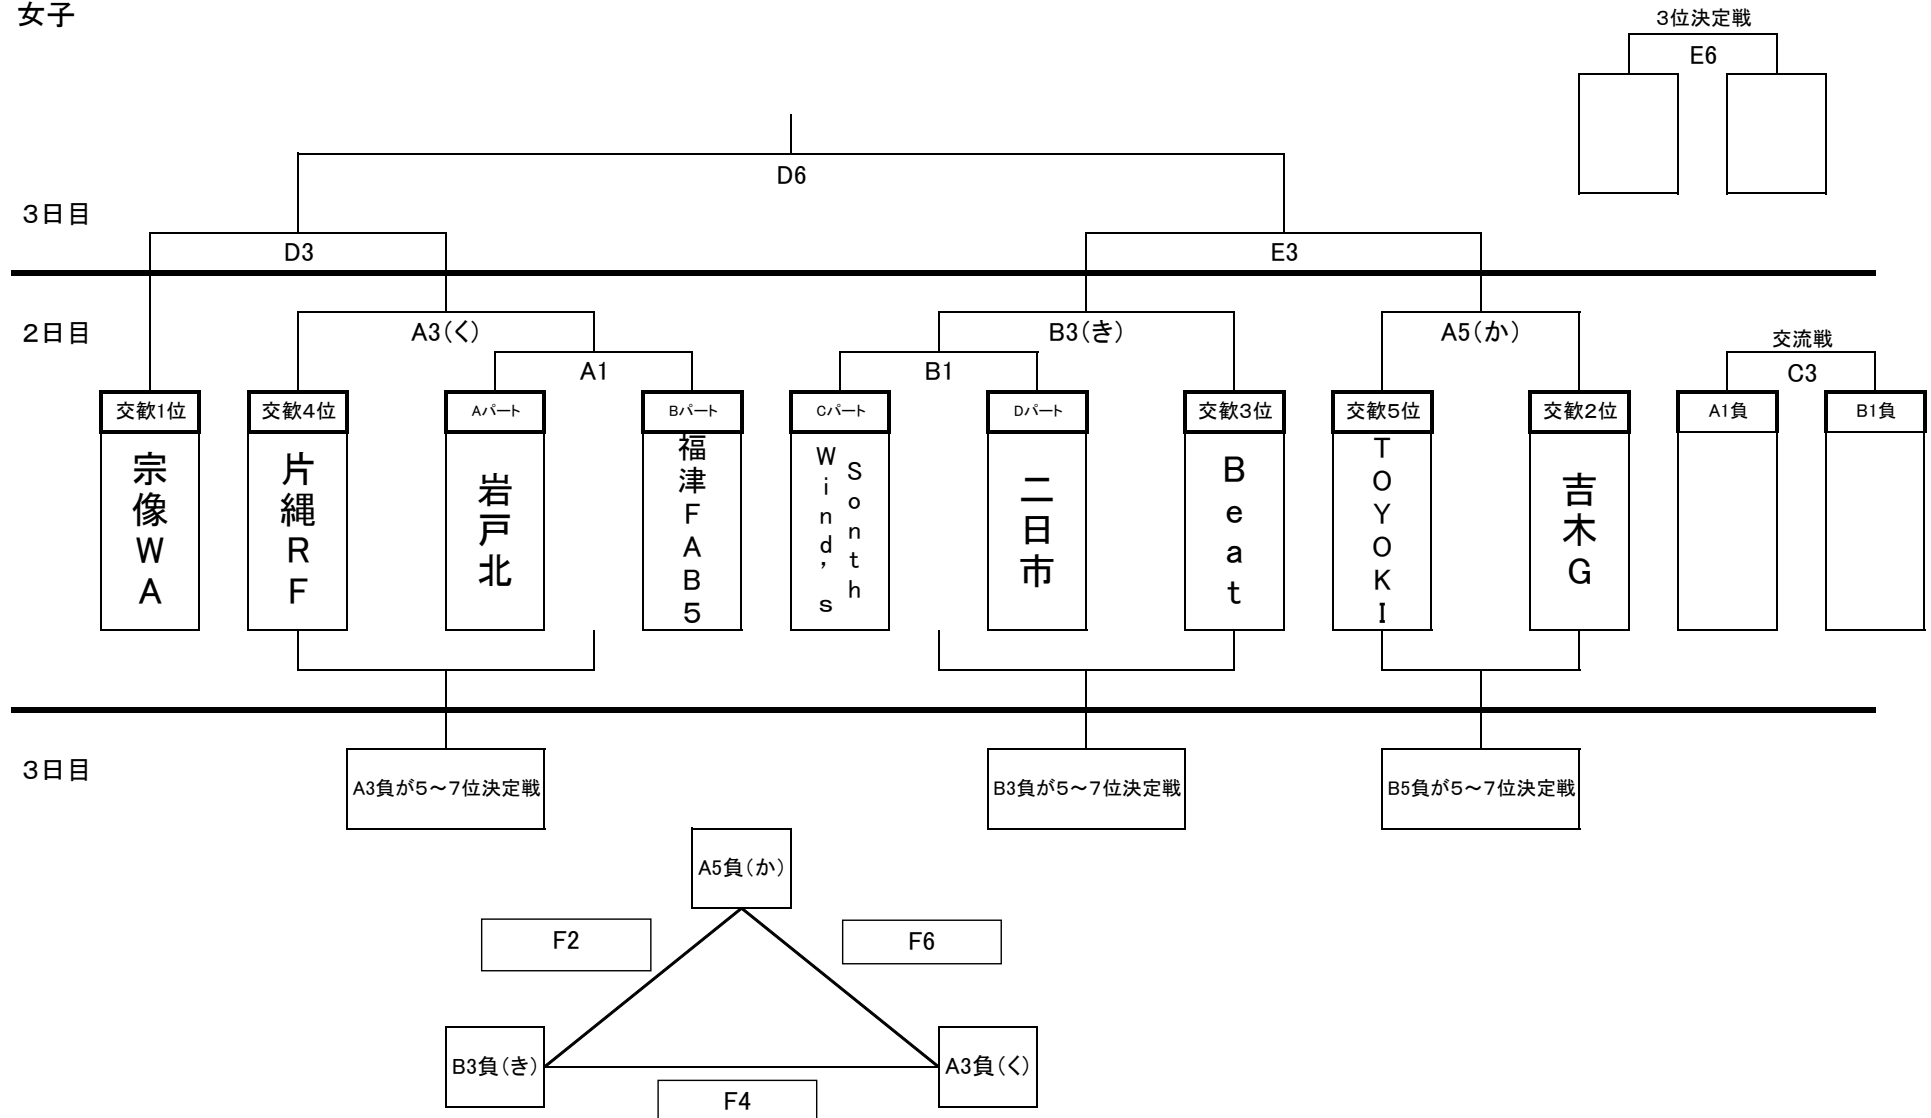 女子
3位決定戦
E6
D6
3日目
D3
E3
2日目
A3(く)
B3(き)
A5(か)
交流戦
A1
B1
C3
交歓1位
交歓4位
Aパート
Bパート
Cパート
Dパート
交歓3位
交歓5位
交歓2位
A1負
B1負
宗像WA
片縄RF
岩戸北
福津FAB5
Sonth
Wind's
二日市
Beat
TOYOKI
吉木G
3日目
A3負が5～7位決定戦
B3負が5～7位決定戦
B5負が5～7位決定戦
A5負(か)
F2
F6
B3負(き)
A3負(く)
F4